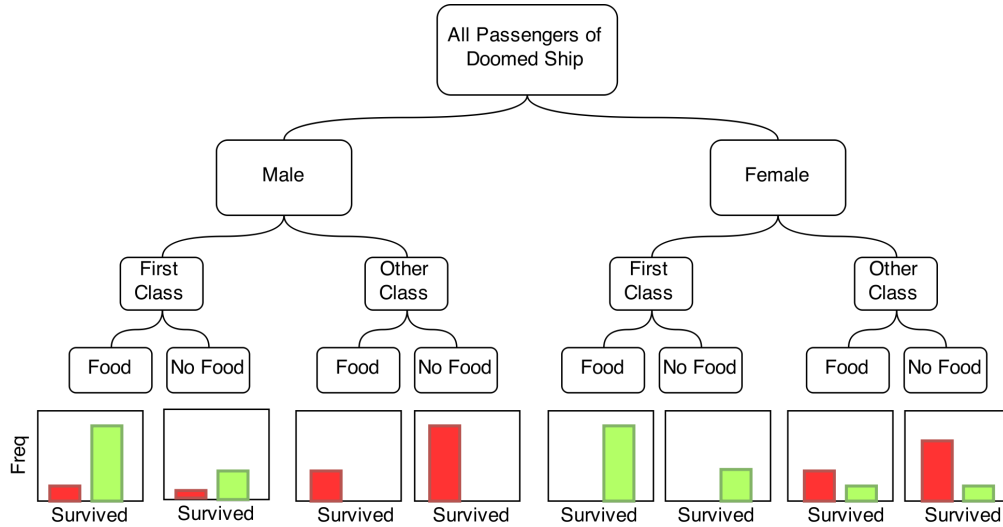 All Passengers of
Doomed Ship
Male
Female
First
Class
Other
Class
First
Class
Other
Class
Food
No Food
Food
No Food
Food
No Food
Food
No Food
Freq
Survived
Survived
Survived
Survived
Survived
Survived
Survived
Survived